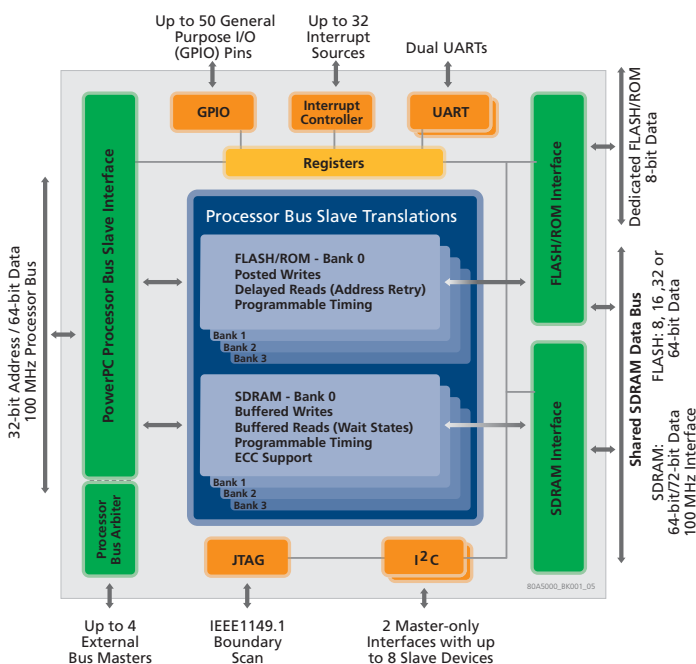 Up to 50 General
Purpose I/O
(GPIO) Pins
Up to 32
Interrupt
Sources
Dual UARTs
GPIO
Interrupt
Controller
UART
Registers
32-bit Address / 64-bit Data
100 MHz Processor Bus
PowerPC Processor Bus Slave Interface
Processor
Bus Arbiter
Processor Bus Slave Translations
FLASH/ROM - Bank 0
Posted Writes
Delayed Reads (Address Retry)
Programmable Timing
Bank 1
Bank 2
Bank 3
SDRAM - Bank 0
Buffered Writes
Buffered Reads (Wait States)
Programmable Timing
ECC Support
Bank 1
Bank 2
Bank 3
FLASH/ROM Interface
SDRAM Interface
Dedicated FLASH/ROM
8-bit Data
Shared SDRAM Data Bus
FLASH: 8, 16 ,32 or
64-bit Data
SDRAM:
64-bit/72-bit Data
100 MHz Interface
JTAG
I2C
80A5000_BK001_05
Up to 4
External
Bus Masters
IEEE1149.1
Boundary
Scan
2 Master-only
Interfaces with up
to 8 Slave Devices